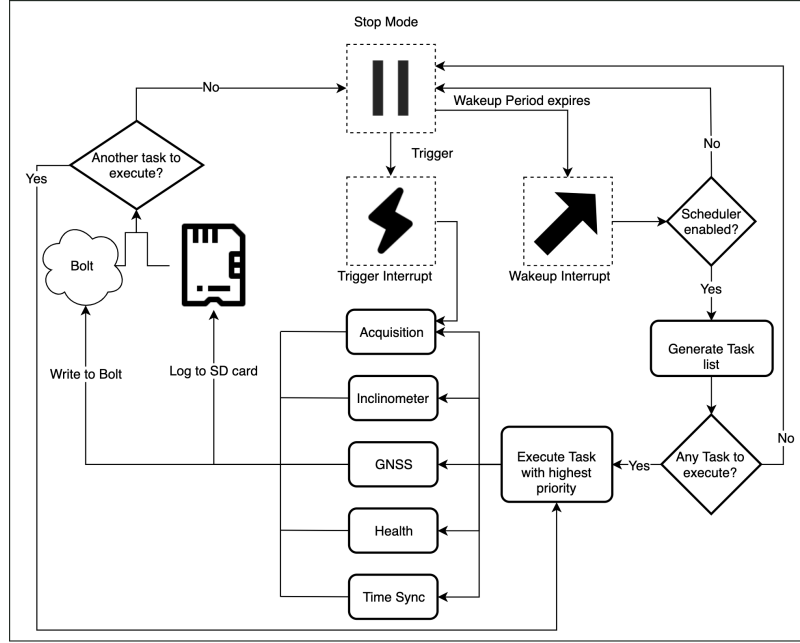 Stop Mode
No
Wakeup Period expires
Another task to
execute?
Trigger
No
Yes
Scheduler
enabled?
Bolt
Trigger Interrupt
Wakeup Interrupt
Yes
Acquisition
Generate Task
list
Write to Bolt
Log to SD card
Inclinometer
No
Execute Task
with highest
priority
Yes
Any Task to
execute?
GNSS
Health
Time Sync